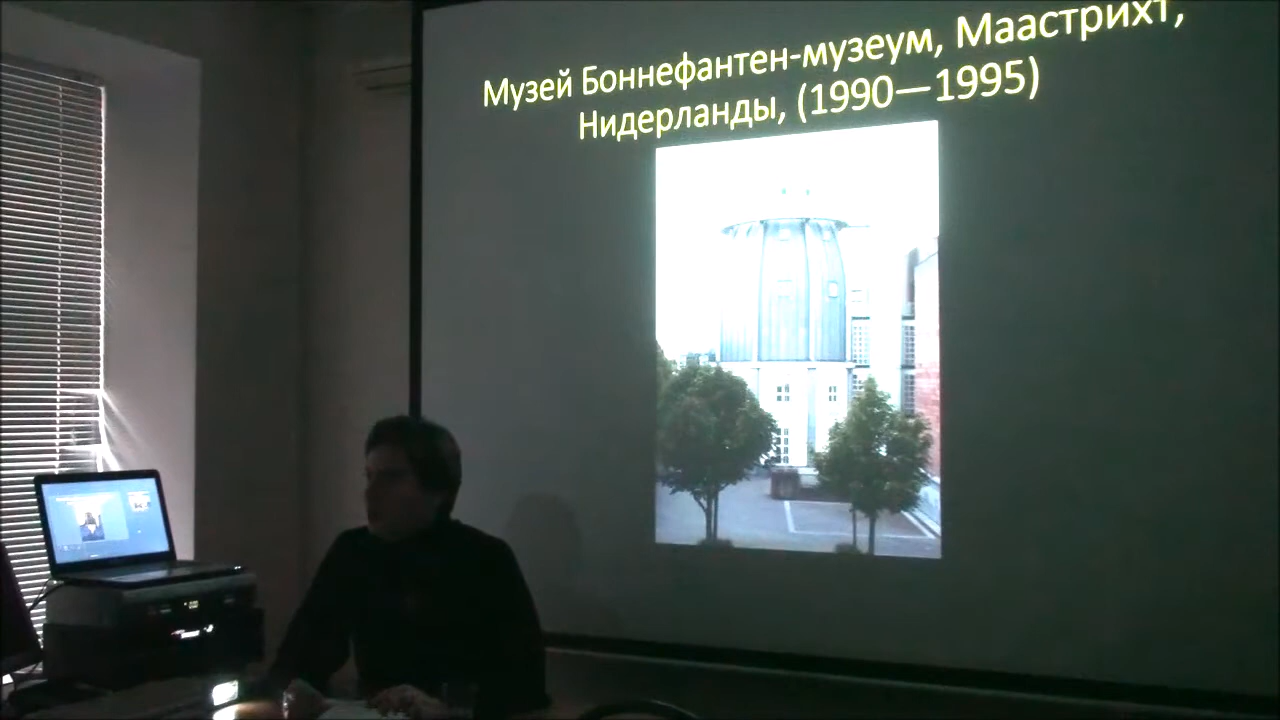 Музей Боннефантен-музеум, Маастрихт,
Нидерланды, (1990—1995)